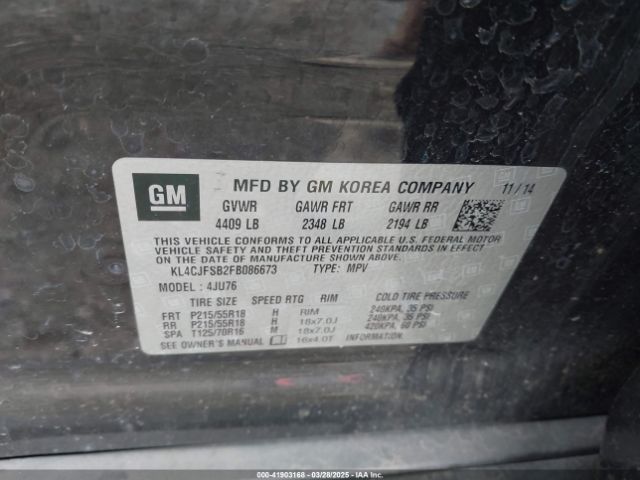 GM
MFD BY GM KOREA COMPANY 11/14
GVWR GAWR FRT GAWR RR
4409 LB 2348 LB 2194 LB
THIS VEHICLE CONFORMS TO ALL APPLICABLE U.S. FEDERAL MOTOR
VEHICLE SAFETY AND THEFT PREVENTION STANDARDS IN EFFECT
ON THE DATE OF MANUFACTURE SHOWN ABOVE.
KL4CJFSB2FB086673 TYPE: MPV
MODEL: 4JU76
TIRE SIZE SPEED RTG RIM COLD TIRE PRESSURE
FRT P215/55R18 H 18x7.0J 240KPA, 35 PSI
RR P215/55R18 H 18x7.0J 240KPA, 35 PSI
SPA T125/70R16 M 16x4.0T 420KPA, 60 PSI
SEE OWNER'S MANUAL
000-41903168 | 03/28/2025 | IAAI.COM